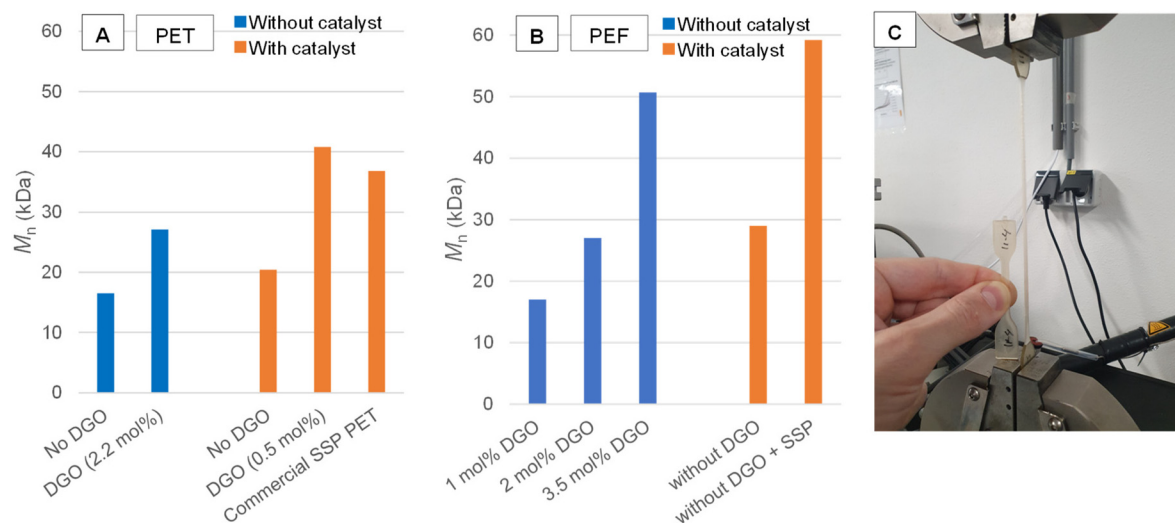 A
PET
Without catalyst
With catalyst
60
50
40
30
20
10
0
Mn (kDa)
No DGO
DGO (2.2 mol%)
No DGO
DGO (0.5 mol%)
Commercial SSP PET
B
PEF
Without catalyst
With catalyst
60
50
40
30
20
10
0
Mn (kDa)
1 mol% DGO
2 mol% DGO
3.5 mol% DGO
without DGO
without DGO + SSP
C